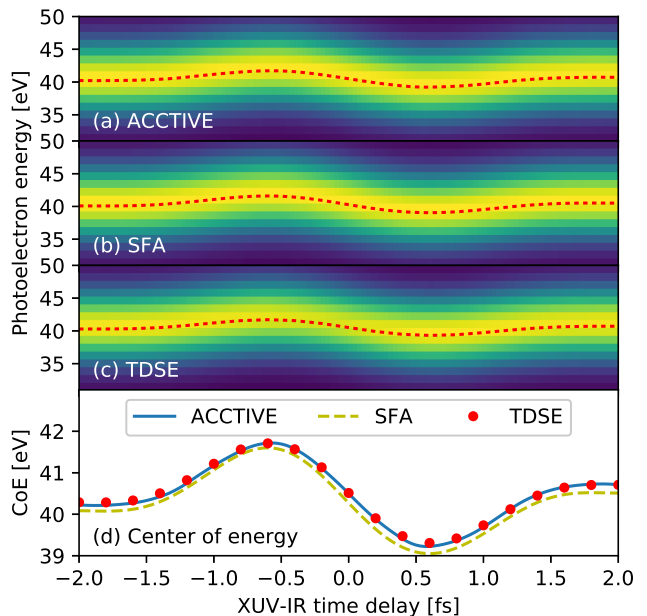 50
45
40
35
(a) ACCTIVE
50
45
40
35
(b) SFA
50
45
40
35
(c) TDSE
Photoelectron energy [eV]
ACCTIVE SFA TDSE
42
41
40
39
CoE [eV]
(d) Center of energy
−2.0 −1.5 −1.0 −0.5 0.0 0.5 1.0 1.5 2.0
XUV-IR time delay [fs]